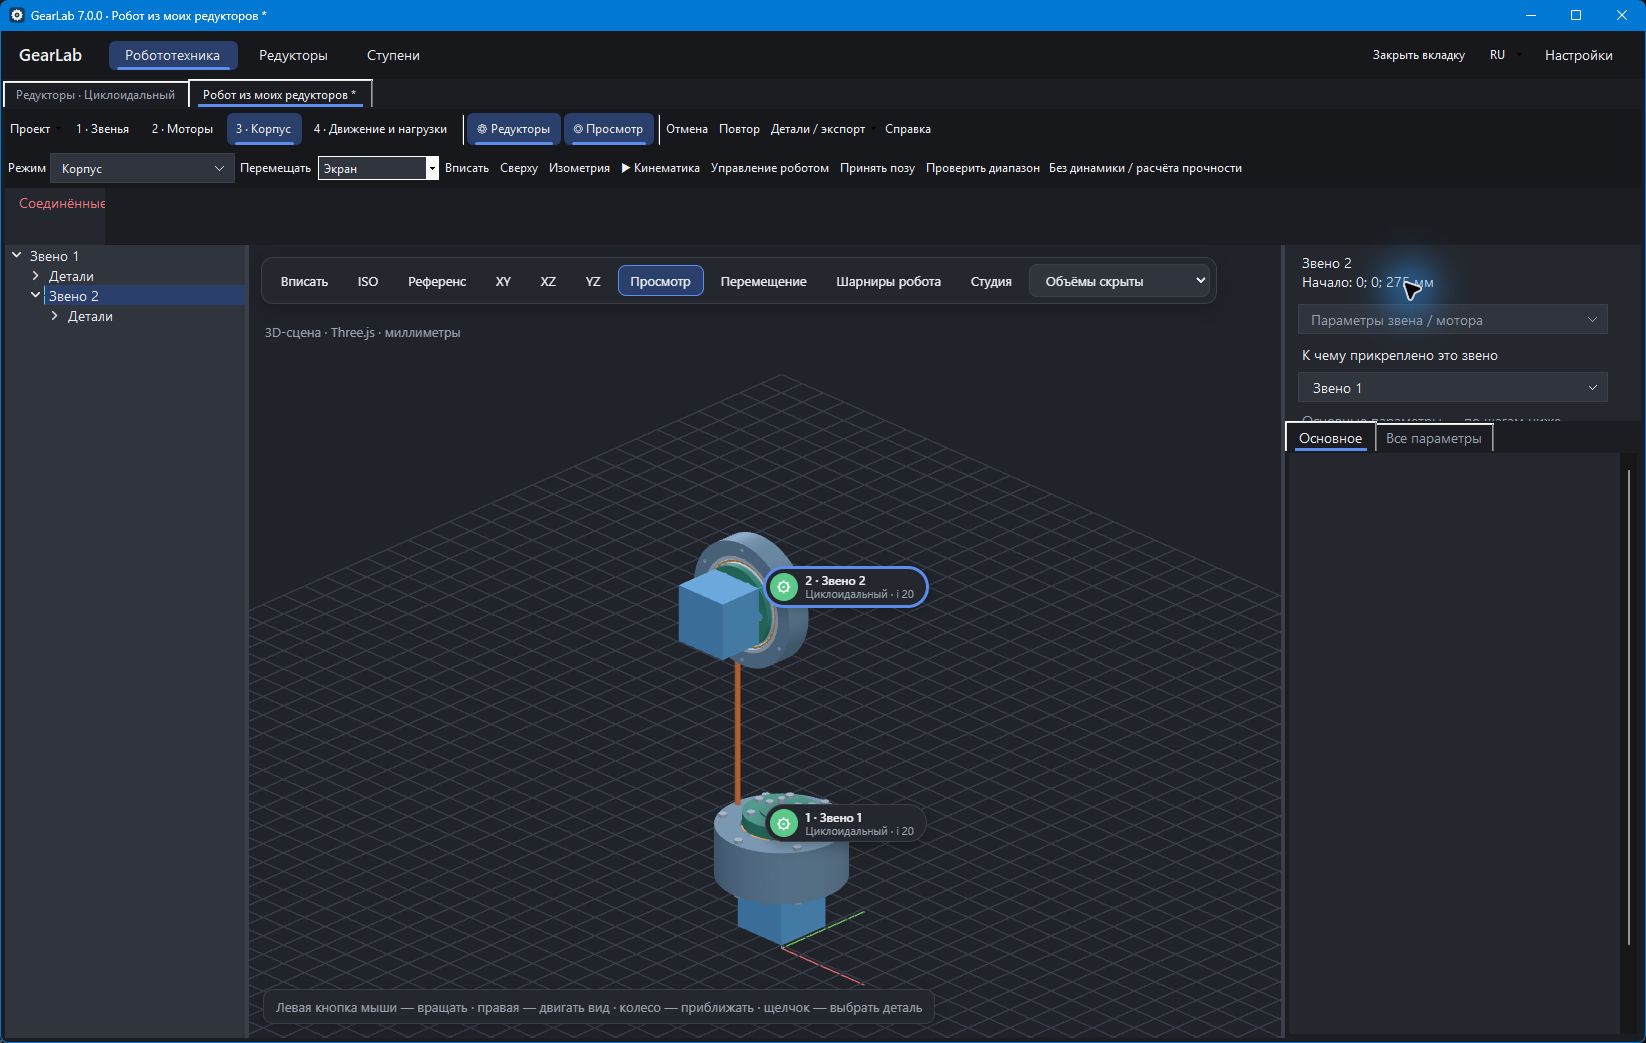 GearLab 7.0.0 · Робот из моих редукторов *
GearLab Робототехника Редукторы Ступени Закрыть вкладку RU Настройки
Редукторы · Циклоидальный Робот из моих редукторов *
Проект 1 · Звенья 2 · Моторы 3 · Корпус 4 · Движение и нагрузки Редукторы Просмотр Отмена Повтор Детали / экспорт Справка
Режим Корпус Перемещать Экран Вписать Сверху Изометрия Кинематика Управление роботом Принять позу Проверить диапазон Без динамики / расчёта прочности
Соединённые
Звено 1
Детали
Звено 2
Детали
Вписать ISO Референс XY XZ YZ Просмотр Перемещение Шарниры робота Студия Объёмы скрыты
3D-сцена · Three.js · миллиметры
2 · Звено 2
Циклоидальный · i 20
1 · Звено 1
Циклоидальный · i 20
Левая кнопка мыши — вращать · правая — двигать вид · колесо — приближать · щелчок — выбрать деталь
Звено 2
Начало: 0; 0; 275 мм
Параметры звена / мотора
К чему прикреплено это звено
Звено 1
Основное Все параметры